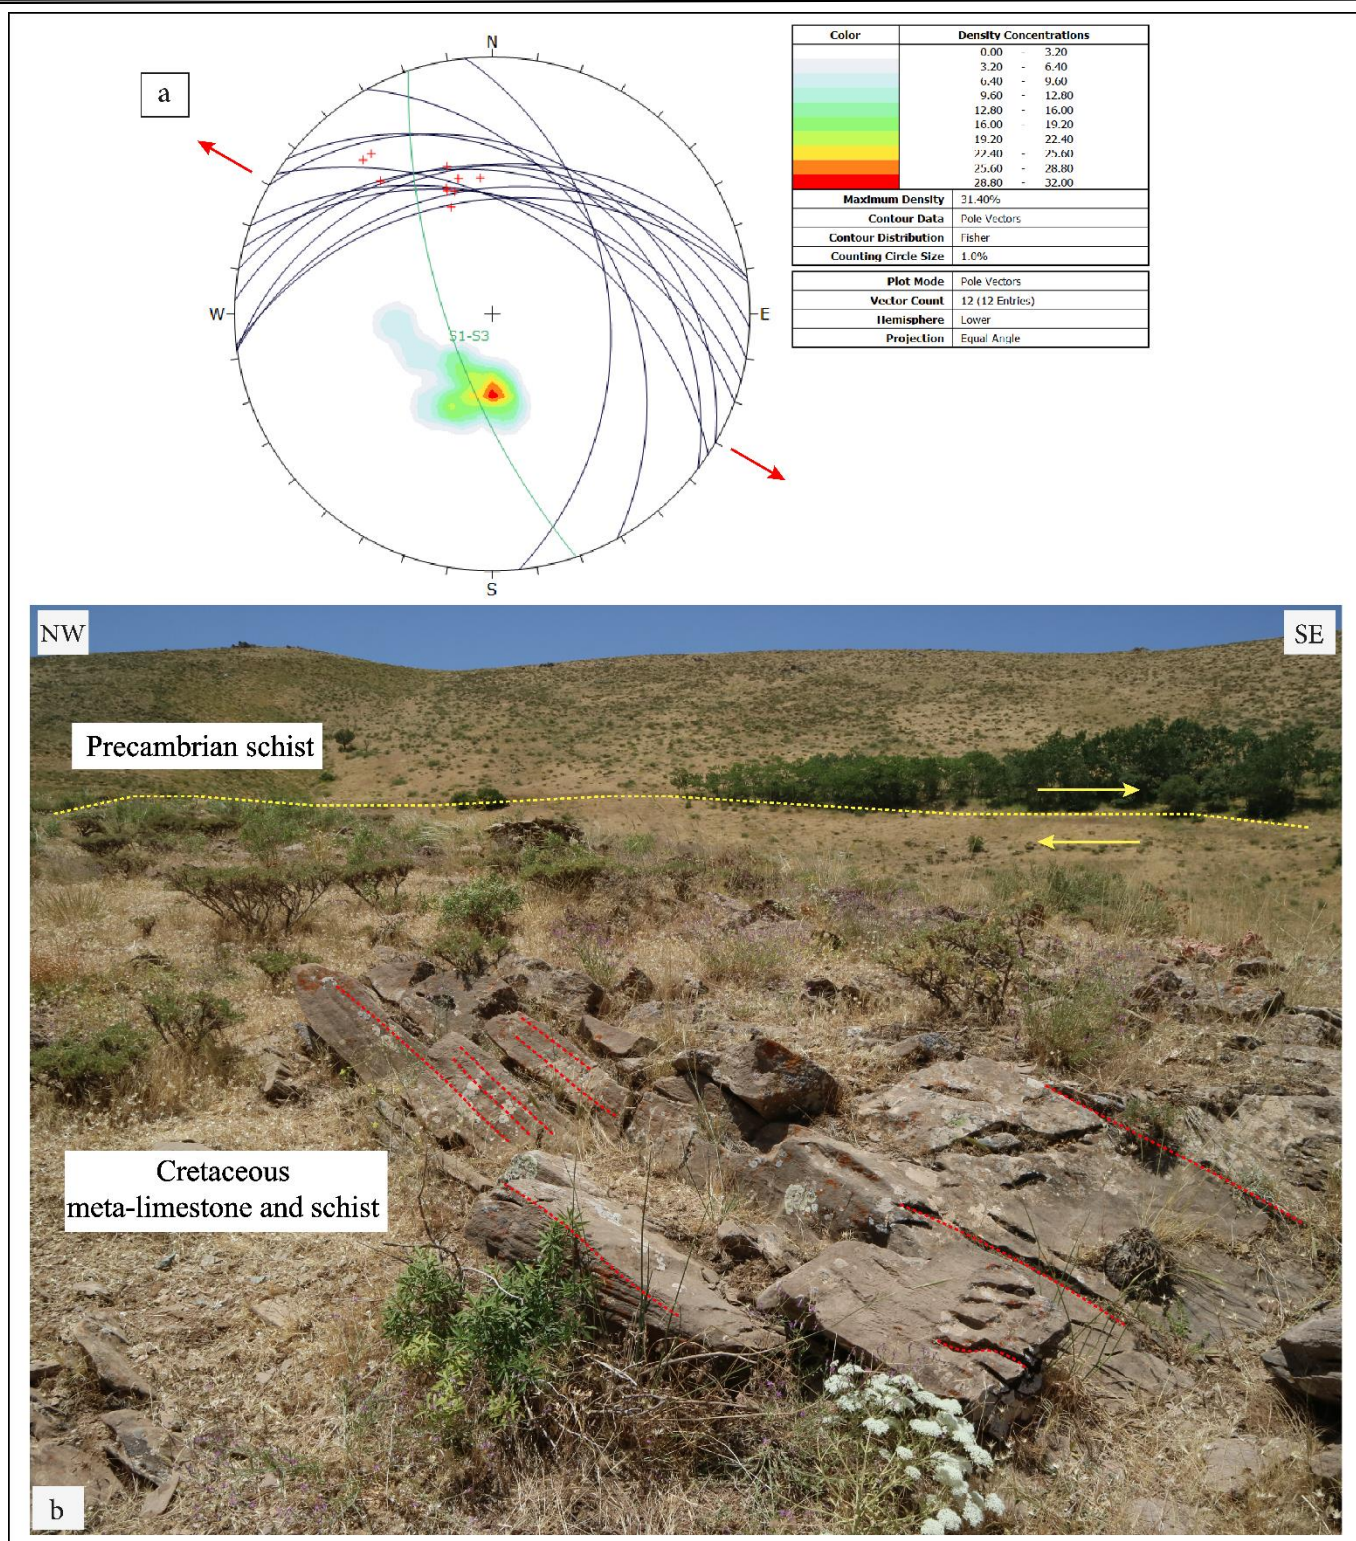 a
N
W
E
S
S1-S3
Color Density Concentrations
0.00 - 3.20
3.20 - 6.40
6.40 - 9.60
9.60 - 12.80
12.80 - 16.00
16.00 - 19.20
19.20 - 22.40
22.40 - 25.60
25.60 - 28.80
28.80 - 32.00
Maximum Density 31.40%
Contour Data Pole Vectors
Contour Distribution Fisher
Counting Circle Size 1.0%
Plot Mode Pole Vectors
Vector Count 12 (12 Entries)
Hemisphere Lower
Projection Equal Angle
NW
SE
Precambrian schist
Cretaceous
meta-limestone and schist
b